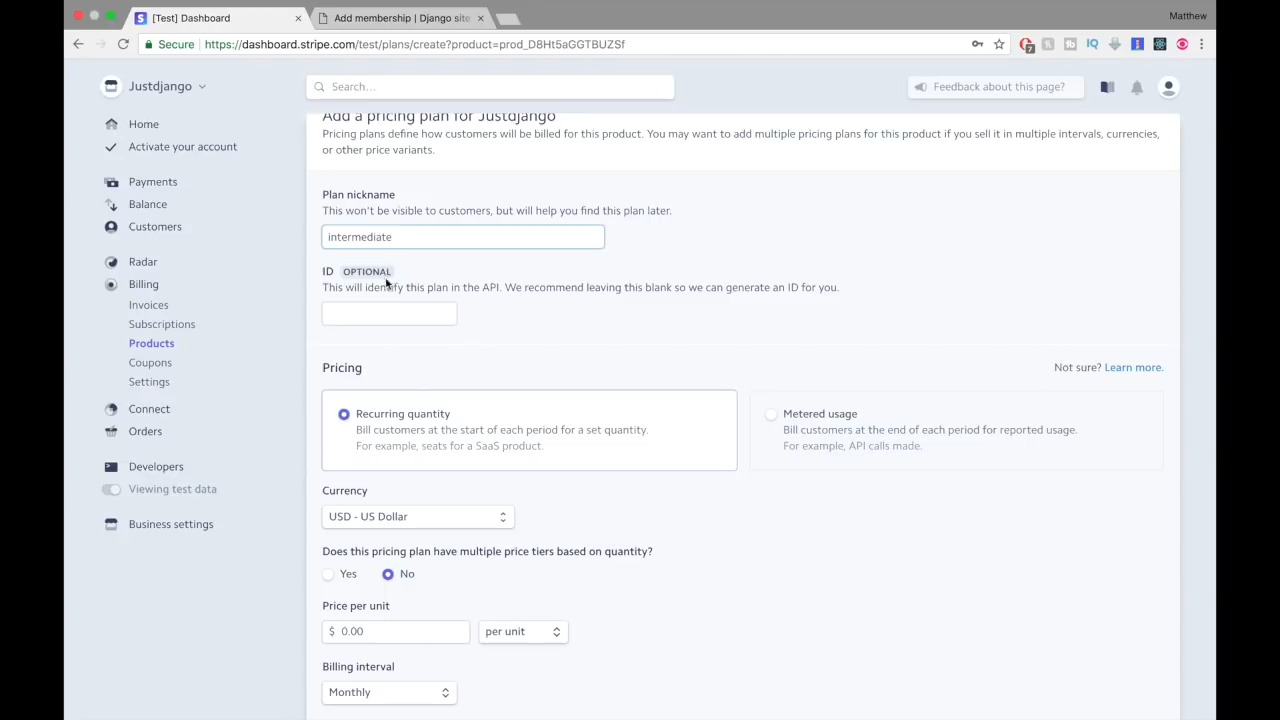 [Test] Dashboard
Add membership | Django site
Matthew
Secure
https://dashboard.stripe.com/test/plans/create?product=prod_D8Ht5aGGTBUZSf
Justdjango
Search...
Feedback about this page?
Home
Activate your account
Payments
Balance
Customers
Radar
Billing
Invoices
Subscriptions
Products
Coupons
Settings
Connect
Orders
Developers
Viewing test data
Business settings
Add a pricing plan for Justdjango
Pricing plans define how customers will be billed for this product. You may want to add multiple pricing plans for this product if you sell it in multiple intervals, currencies,
or other price variants.
Plan nickname
This won't be visible to customers, but will help you find this plan later.
intermediate
ID OPTIONAL
This will identify this plan in the API. We recommend leaving this blank so we can generate an ID for you.
Pricing
Not sure? Learn more.
Recurring quantity
Bill customers at the start of each period for a set quantity.
For example, seats for a SaaS product.
Metered usage
Bill customers at the end of each period for reported usage.
For example, API calls made.
Currency
USD - US Dollar
Does this pricing plan have multiple price tiers based on quantity?
Yes
No
Price per unit
$ 0.00
per unit
Billing interval
Monthly